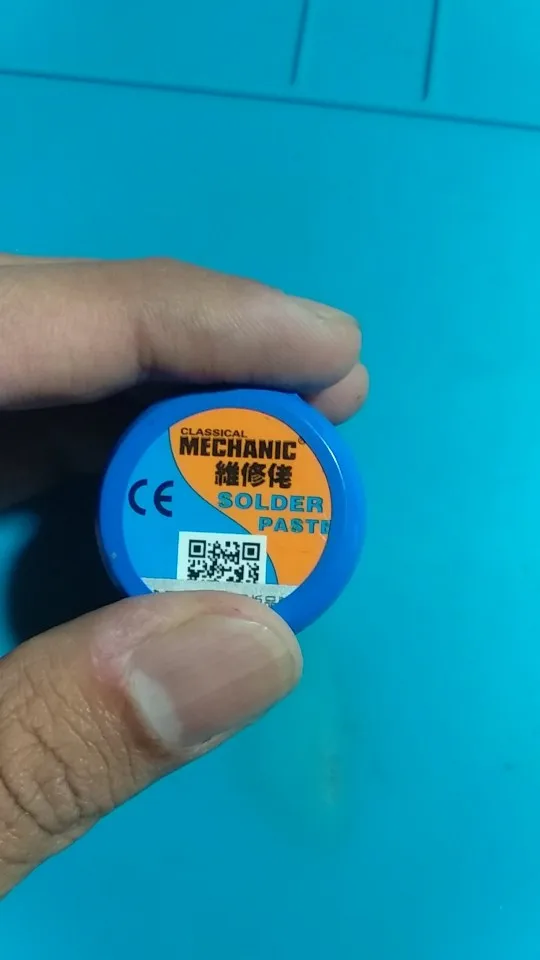 CLASSICAL
MECHANIC®
維修佬
CE
SOLDER
PASTE